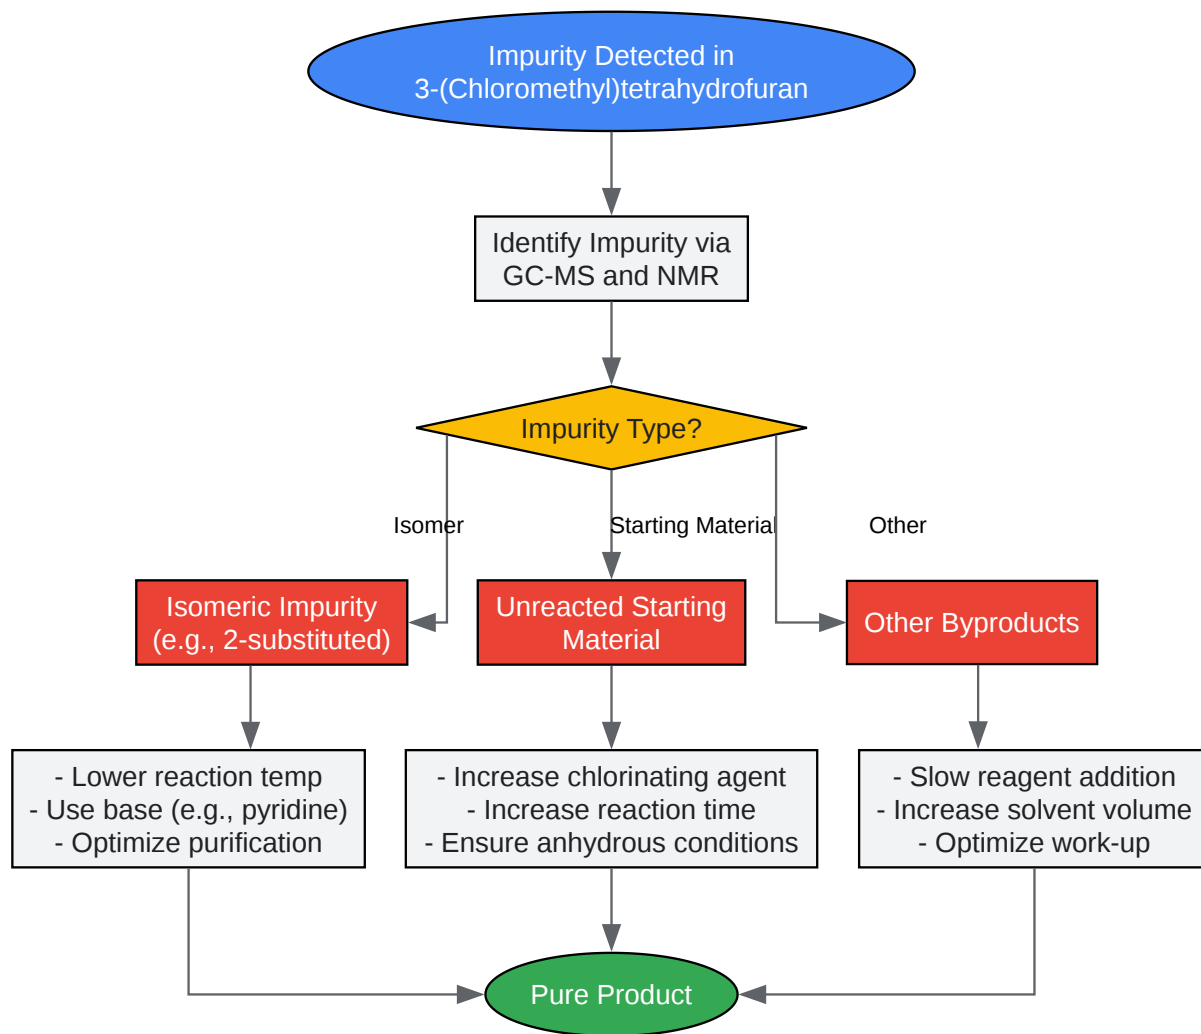 Impurity Detected in
3-(Chloromethyl)tetrahydrofuran
Identify Impurity via
GC-MS and NMR
Impurity Type?
Isomer
Starting Material
Other
Isomeric Impurity
(e.g., 2-substituted)
Unreacted Starting
Material
Other Byproducts
- Lower reaction temp
- Use base (e.g., pyridine)
- Optimize purification
- Increase chlorinating agent
- Increase reaction time
- Ensure anhydrous conditions
- Slow reagent addition
- Increase solvent volume
- Optimize work-up
Pure Product